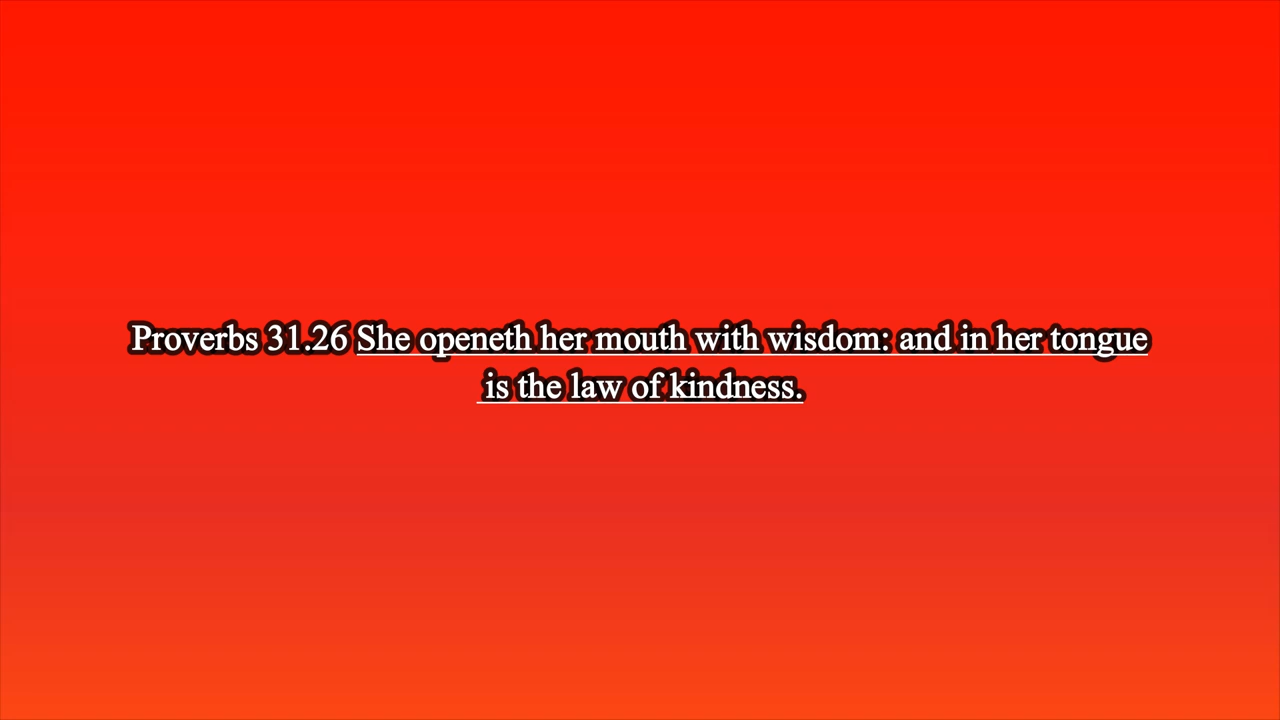 Proverbs 31.26 She openeth her mouth with wisdom: and in her tongue
is the law of kindness.